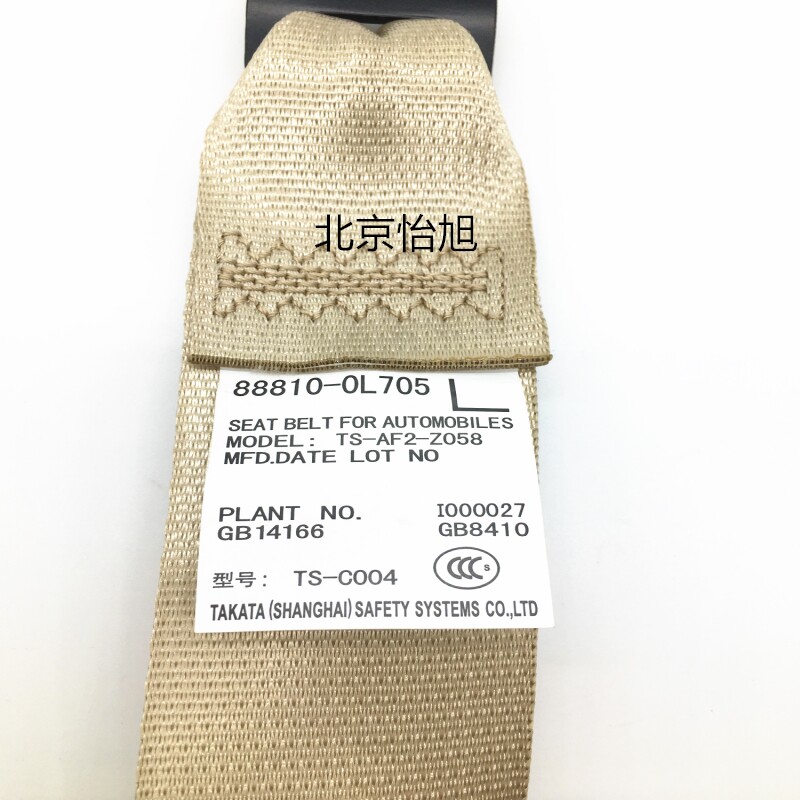 北京怡旭
88810-0L705 L
SEAT BELT FOR AUTOMOBILES
MODEL: TS-AF2-Z058
MFD.DATE LOT NO
PLANT NO. I000027
GB14166 GB8410
型号: TS-C004 CCC S
TAKATA (SHANGHAI) SAFETY SYSTEMS CO.,LTD